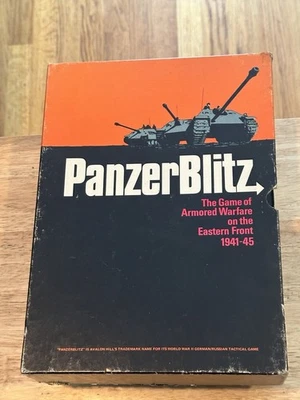 PanzerBlitz
The Game of
Armored Warfare
on the
Eastern Front
1941-45
"PANZERBLITZ" IS AVALON HILL'S TRADEMARK NAME FOR ITS WORLD WAR II GERMAN/RUSSIAN TACTICAL GAME